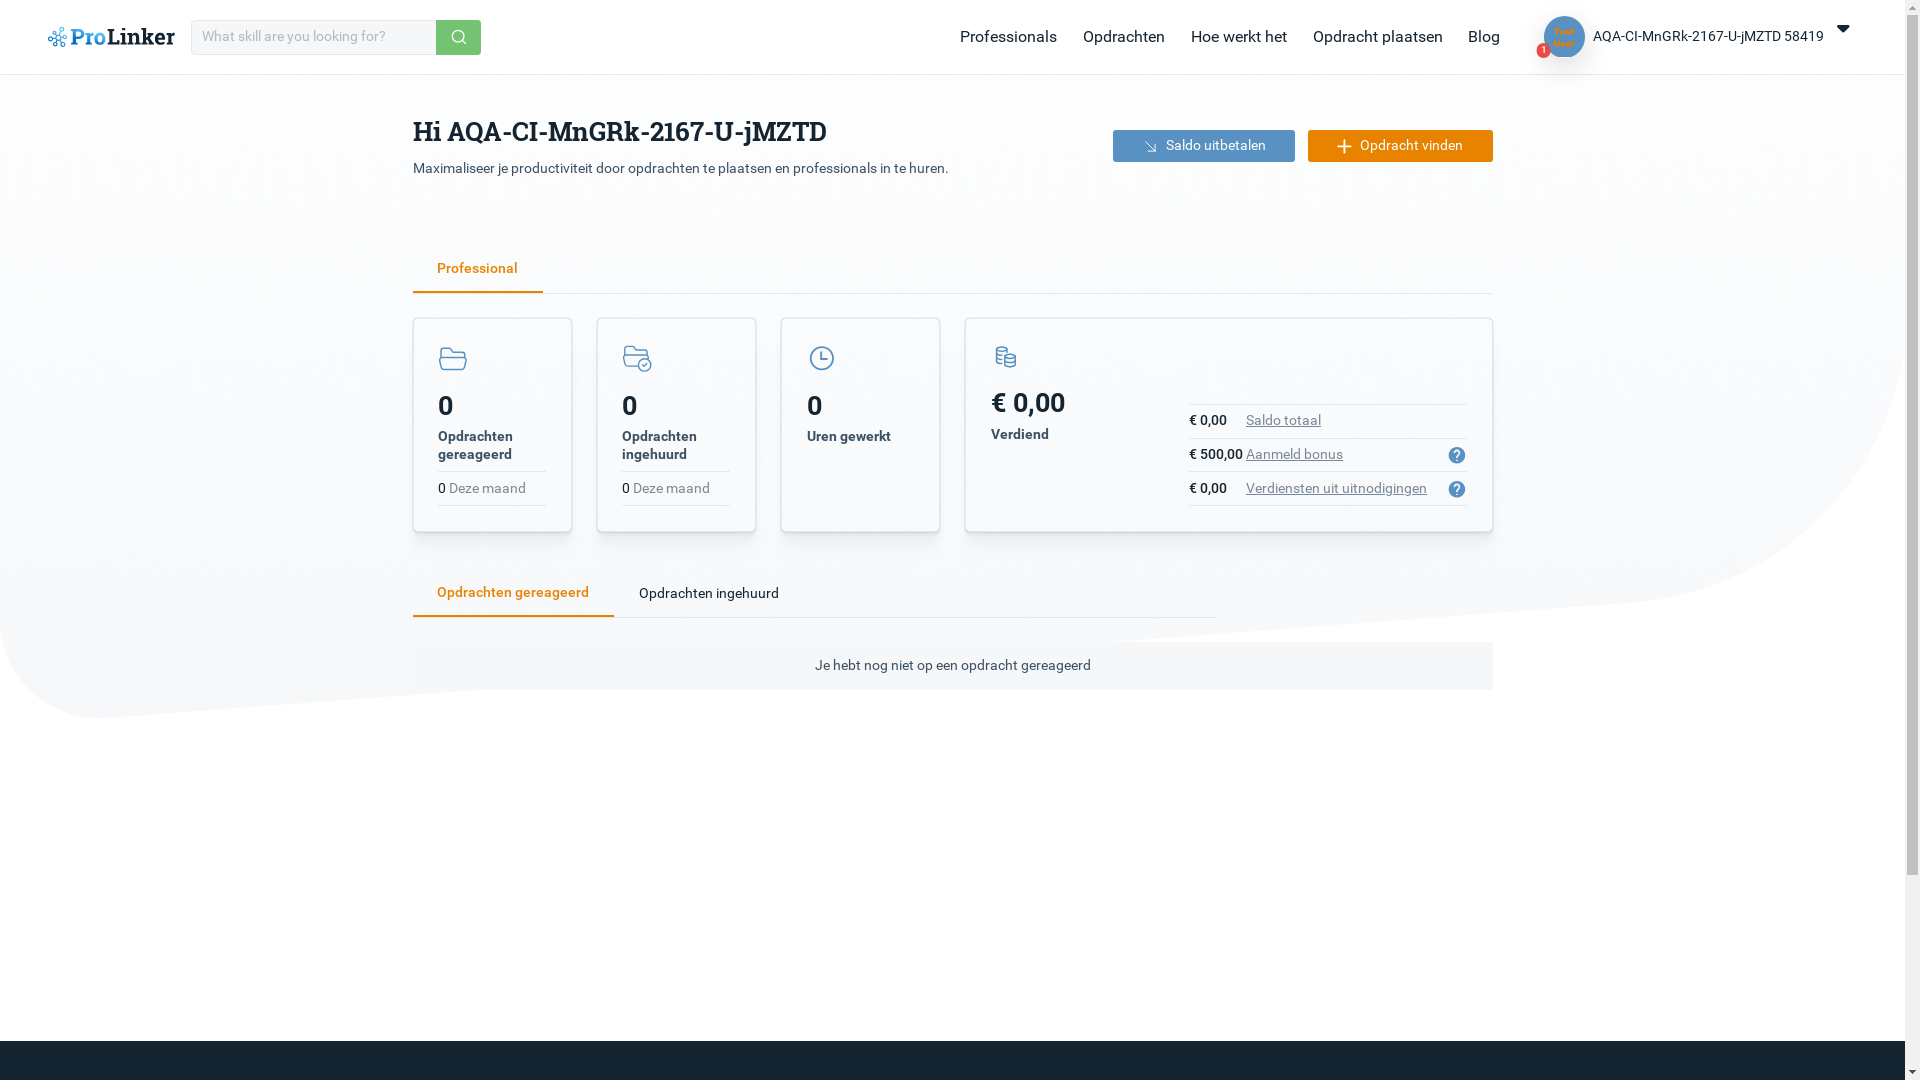 ProLinker
What skill are you looking for?
Professionals
Opdrachten
Hoe werkt het
Opdracht plaatsen
Blog
Test
User
1
AQA-CI-MnGRk-2167-U-jMZTD 58419
Hi AQA-CI-MnGRk-2167-U-jMZTD
Maximaliseer je productiviteit door opdrachten te plaatsen en professionals in te huren.
Saldo uitbetalen
Opdracht vinden
Professional
0
Opdrachten
gereageerd
0 Deze maand
0
Opdrachten
ingehuurd
0 Deze maand
0
Uren gewerkt
€ 0,00
Verdiend
€ 0,00 Saldo totaal
€ 500,00 Aanmeld bonus ?
€ 0,00 Verdiensten uit uitnodigingen ?
Opdrachten gereageerd
Opdrachten ingehuurd
Je hebt nog niet op een opdracht gereageerd